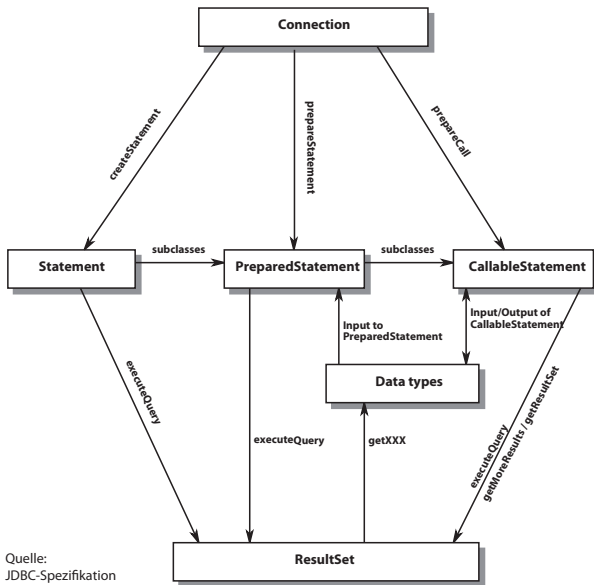 Connection
createStatement
prepareStatement
prepareCall
Statement
subclasses
PreparedStatement
subclasses
CallableStatement
Input to
PreparedStatement
Input/Output of
CallableStatement
Data types
executeQuery
executeQuery
getXXX
executeQuery
getMoreResults / getResultSet
ResultSet
Quelle:
JDBC-Spezifikation